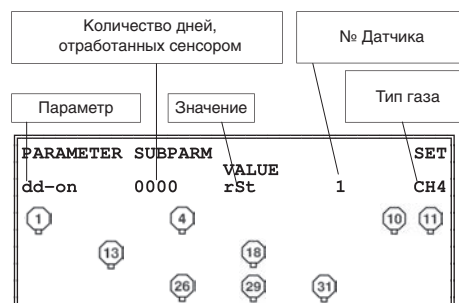 Количество дней,
отработанных сенсором
№ Датчика
Параметр
Значение
Тип газа
PARAMETER SUBPARM SET
VALUE
dd-on 0000 rSt 1 CH4
1 4 10 11
13 18
26 29 31